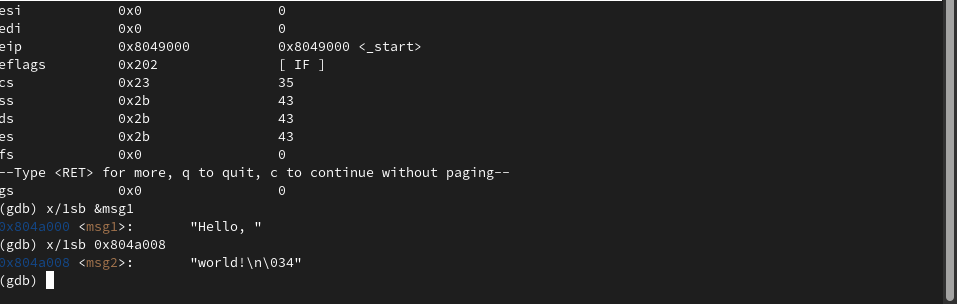 esi 0x0 0
edi 0x0 0
eip 0x8049000 0x8049000 <_start>
eflags 0x202 [ IF ]
cs 0x23 35
ss 0x2b 43
ds 0x2b 43
es 0x2b 43
fs 0x0 0
--Type <RET> for more, q to quit, c to continue without paging--
gs 0x0 0
(gdb) x/1sb &msg1
0x804a000 <msg1>: "Hello, "
(gdb) x/1sb 0x804a008
0x804a008 <msg2>: "world!\n\034"
(gdb)